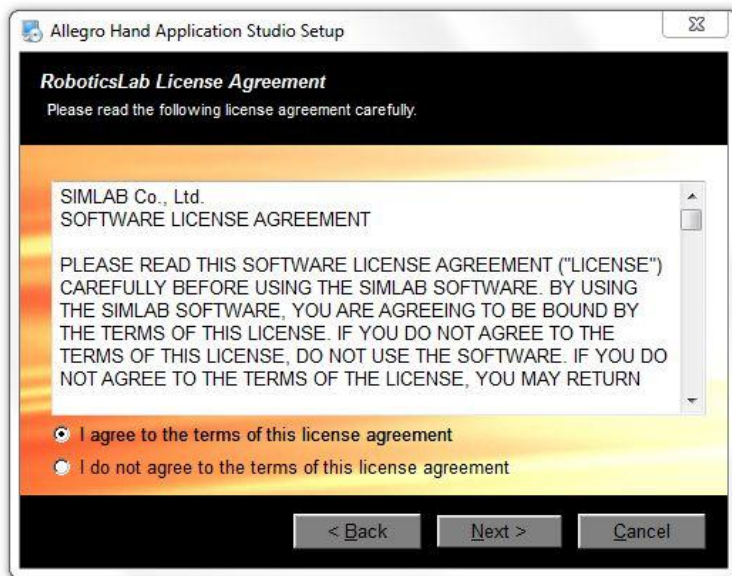 Allegro Hand Application Studio Setup
RoboticsLab License Agreement
Please read the following license agreement carefully.
SIMLAB Co., Ltd.
SOFTWARE LICENSE AGREEMENT
PLEASE READ THIS SOFTWARE LICENSE AGREEMENT ("LICENSE")
CAREFULLY BEFORE USING THE SIMLAB SOFTWARE. BY USING
THE SIMLAB SOFTWARE, YOU ARE AGREEING TO BE BOUND BY
THE TERMS OF THIS LICENSE. IF YOU DO NOT AGREE TO THE
TERMS OF THIS LICENSE, DO NOT USE THE SOFTWARE. IF YOU DO
NOT AGREE TO THE TERMS OF THE LICENSE, YOU MAY RETURN
I agree to the terms of this license agreement
I do not agree to the terms of this license agreement
< Back Next > Cancel